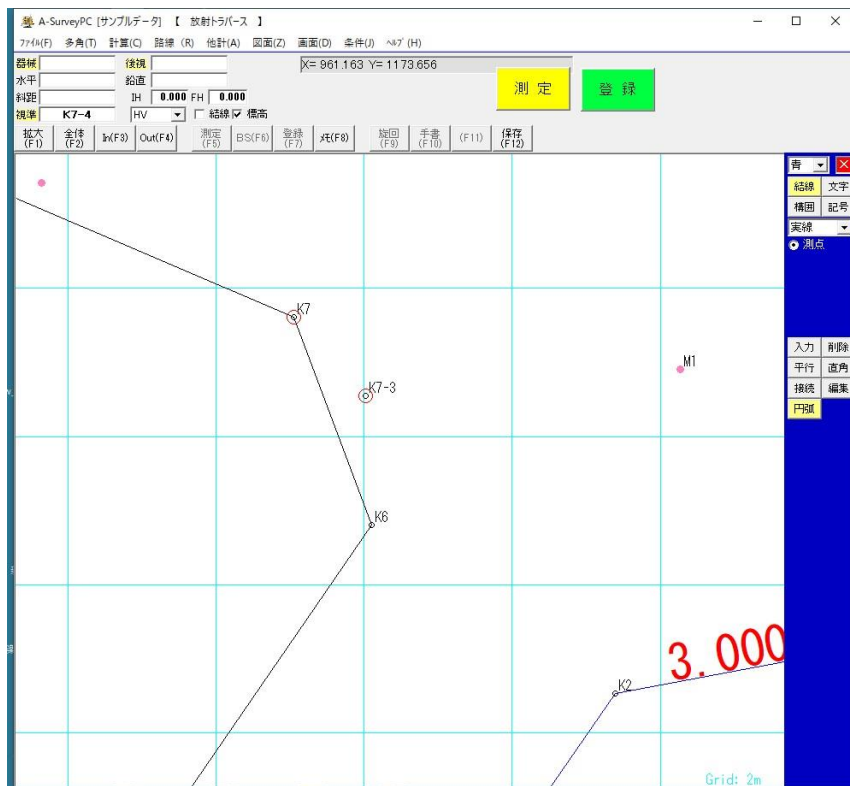 A-SurveyPC [サンプルデータ] 【 放射トラバース 】
ファイル(F) 多角(T) 計算(C) 路線 (R) 他計(A) 図面(Z) 画面(D) 条件(J) ヘルプ(H)
器械 後視 X= 961.163 Y= 1173.656
水平 鉛直
斜距 IH 0.000 FH 0.000
視準 K7-4 HV 結線 標高
測 定
登 録
拡大(F1) 全体(F2) In(F3) Out(F4) 測定(F5) BS(F6) 登録(F7) メモ(F8) 旋回(F9) 手書(F10) (F11) 保存(F12)
青
結線 文字
構囲 記号
実線
測点
入力 削除
平行 直角
接続 編集
円弧
K7
M1
K7-3
K6
3.000
K2
Grid: 2m